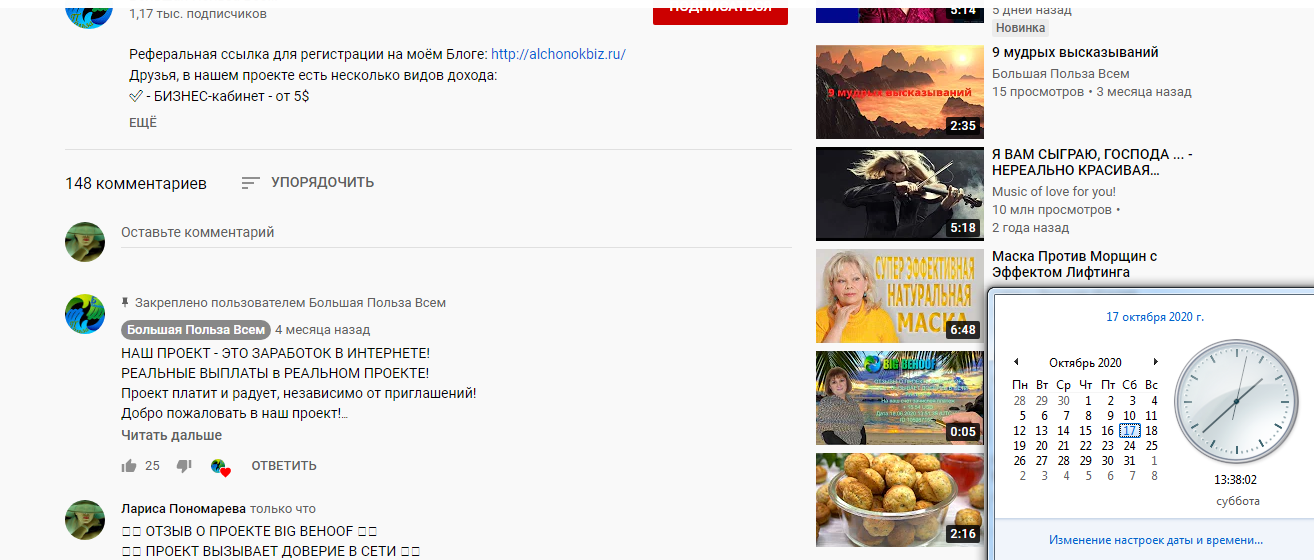 1,17 тыс. подписчиков
ПОДПИСАТЬСЯ
Реферальная ссылка для регистрации на моём Блоге: http://alchonokbiz.ru/
Друзья, в нашем проекте есть несколько видов дохода:
✅ - БИЗНЕС-кабинет - от 5$
ЕЩЁ
148 комментариев
УПОРЯДОЧИТЬ
Оставьте комментарий
Закреплено пользователем Большая Польза Всем
Большая Польза Всем 4 месяца назад
НАШ ПРОЕКТ - ЭТО ЗАРАБОТОК В ИНТЕРНЕТЕ!
РЕАЛЬНЫЕ ВЫПЛАТЫ в РЕАЛЬНОМ ПРОЕКТЕ!
Проект платит и радует, независимо от приглашений!
Добро пожаловать в наш проект!...
Читать дальше
25 ОТВЕТИТЬ
Лариса Пономарева только что
ОТЗЫВ О ПРОЕКТЕ BIG BEHOOF
ПРОЕКТ ВЫЗЫВАЕТ ДОВЕРИЕ В СЕТИ
5:14
5 дней назад
Новинка
9 мудрых высказываний
2:35
9 мудрых высказываний
Большая Польза Всем
15 просмотров • 3 месяца назад
5:18
Я ВАМ СЫГРАЮ, ГОСПОДА ... -
НЕРЕАЛЬНО КРАСИВАЯ...
Music of love for you!
10 млн просмотров •
2 года назад
СУПЕР ЭФФЕКТИВНАЯ
НАТУРАЛЬНАЯ
МАСКА
6:48
Маска Против Морщин с
Эффектом Лифтинга
BIG BEHOOF
0:05
2:16
17 октября 2020 г.
Октябрь 2020
Пн Вт Ср Чт Пт Сб Вс
28 29 30 1 2 3 4
5 6 7 8 9 10 11
12 13 14 15 16 17 18
19 20 21 22 23 24 25
26 27 28 29 30 31 1
2 3 4 5 6 7 8
13:38:02
суббота
Изменение настроек даты и времени...